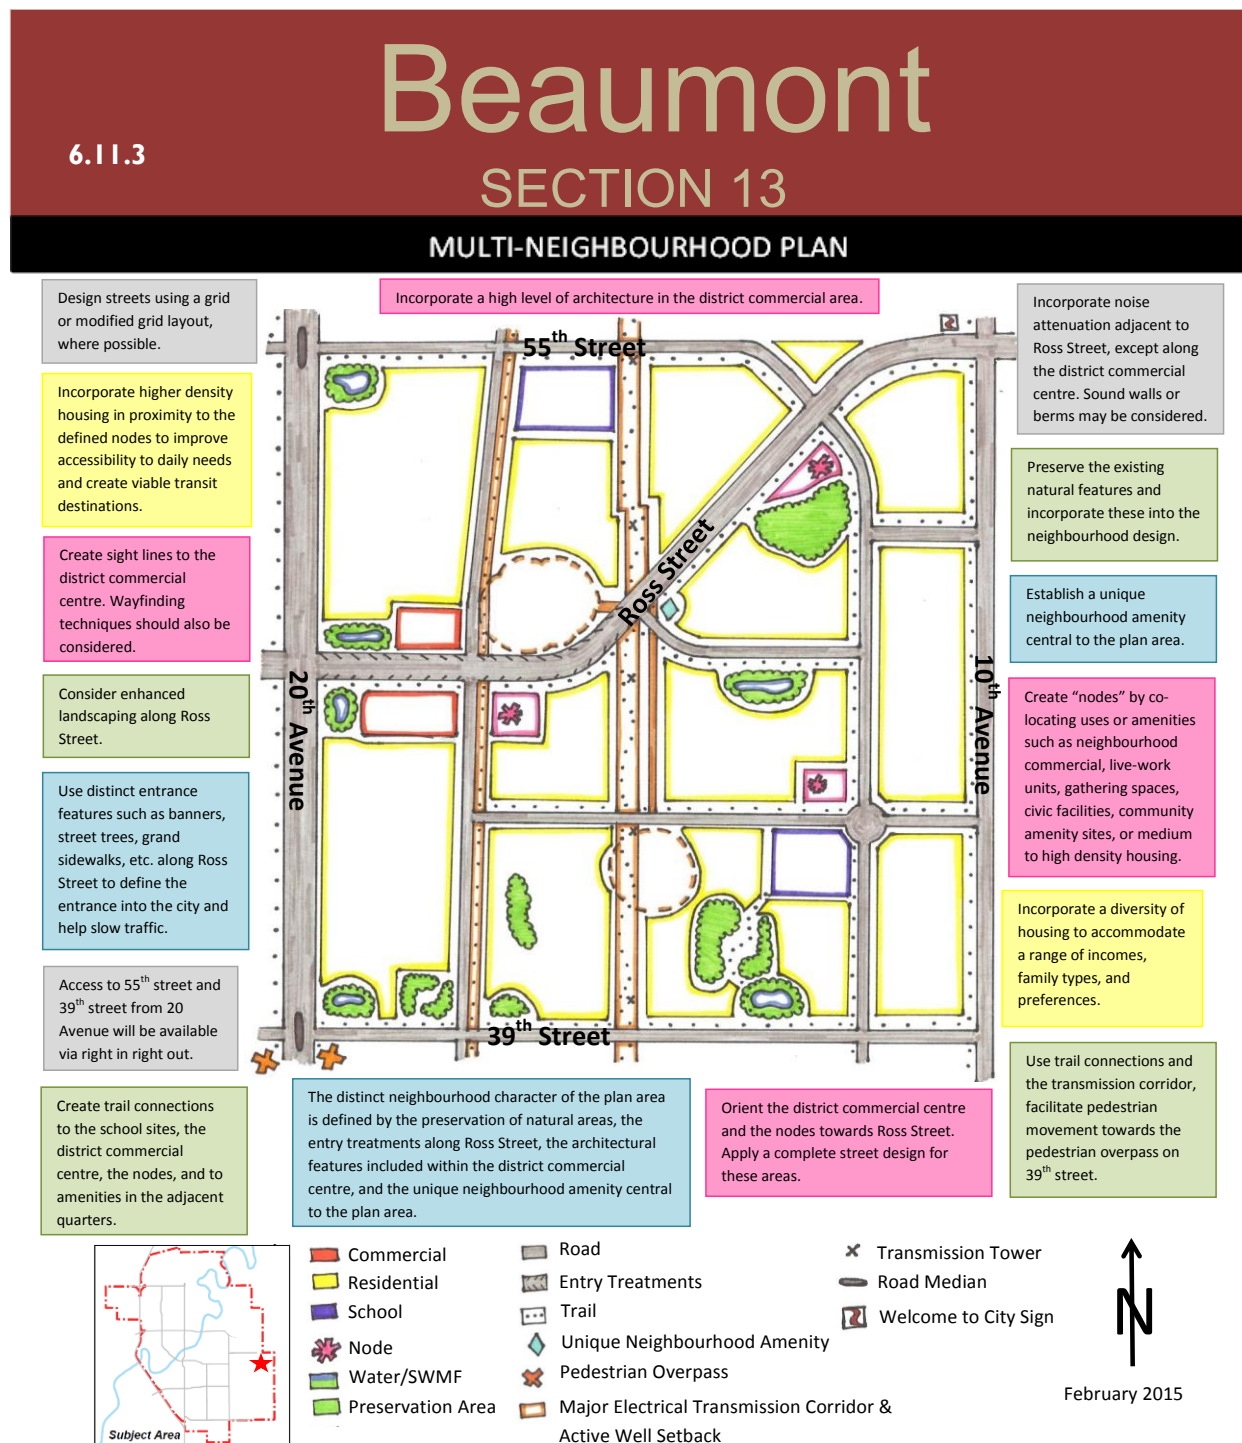 Beaumont
6.11.3
SECTION 13
MULTI-NEIGHBOURHOOD PLAN
Design streets using a grid
or modified grid layout,
where possible.
Incorporate higher density
housing in proximity to the
defined nodes to improve
accessibility to daily needs
and create viable transit
destinations.
Create sight lines to the
district commercial
centre. Wayfinding
techniques should also be
considered.
Consider enhanced
landscaping along Ross
Street.
Use distinct entrance
features such as banners,
street trees, grand
sidewalks, etc. along Ross
Street to define the
entrance into the city and
help slow traffic.
Access to 55th street and
39th street from 20
Avenue will be available
via right in right out.
Create trail connections
to the school sites, the
district commercial
centre, the nodes, and to
amenities in the adjacent
quarters.
Incorporate a high level of architecture in the district commercial area.
55th Street
Ross Street
20th Avenue
10th Avenue
39th Street
Incorporate noise
attenuation adjacent to
Ross Street, except along
the district commercial
centre. Sound walls or
berms may be considered.
Preserve the existing
natural features and
incorporate these into the
neighbourhood design.
Establish a unique
neighbourhood amenity
central to the plan area.
Create “nodes” by co-
locating uses or amenities
such as neighbourhood
commercial, live-work
units, gathering spaces,
civic facilities, community
amenity sites, or medium
to high density housing.
Incorporate a diversity of
housing to accommodate
a range of incomes,
family types, and
preferences.
Use trail connections and
the transmission corridor,
facilitate pedestrian
movement towards the
pedestrian overpass on
39th street.
The distinct neighbourhood character of the plan area
is defined by the preservation of natural areas, the
entry treatments along Ross Street, the architectural
features included within the district commercial
centre, and the unique neighbourhood amenity central
to the plan area.
Orient the district commercial centre
and the nodes towards Ross Street.
Apply a complete street design for
these areas.
Subject Area
Commercial
Residential
School
Node
Water/SWMF
Preservation Area
Road
Entry Treatments
Trail
Unique Neighbourhood Amenity
Pedestrian Overpass
Major Electrical Transmission Corridor &
Active Well Setback
Transmission Tower
Road Median
Welcome to City Sign
N
February 2015